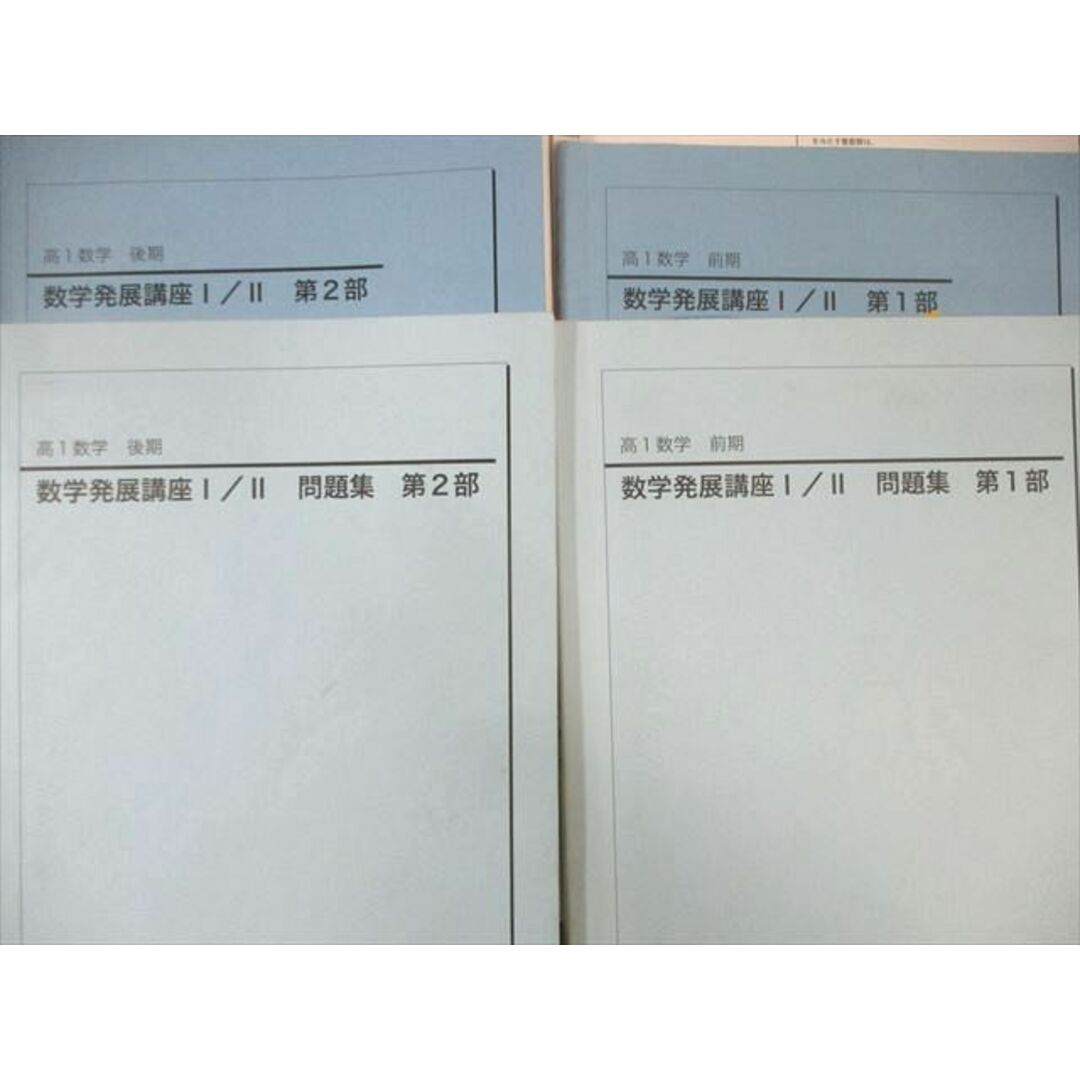 高1数学 後期
数学発展講座Ⅰ／Ⅱ 第2部
高1数学 前期
数学発展講座Ⅰ／Ⅱ 第1部
高1数学 後期
数学発展講座Ⅰ／Ⅱ 問題集 第2部
高1数学 前期
数学発展講座Ⅰ／Ⅱ 問題集 第1部